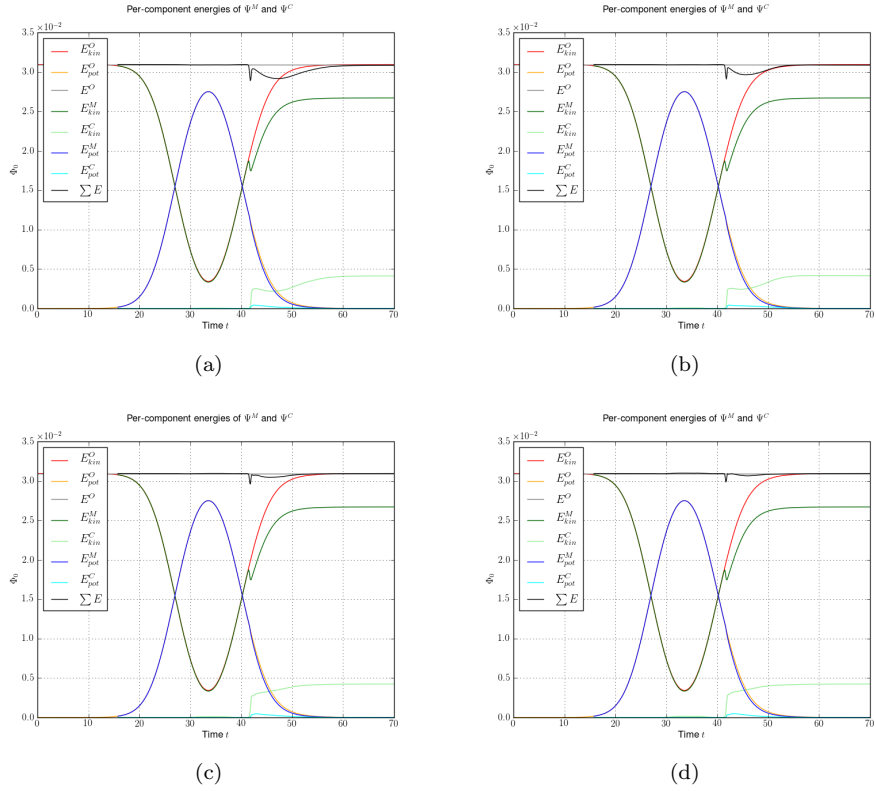 Per-component energies of Ψ^M and Ψ^C
3.5 ×10^−2
3.0
2.5
2.0
1.5
1.0
0.5
0.0
Φ_0
E^O_kin
E^O_pot
E^O
E^M_kin
E^C_kin
E^M_pot
E^C_pot
∑ E
0 10 20 30 40 50 60 70
Time t
(a)
Per-component energies of Ψ^M and Ψ^C
3.5 ×10^−2
3.0
2.5
2.0
1.5
1.0
0.5
0.0
Φ_0
E^O_kin
E^O_pot
E^O
E^M_kin
E^C_kin
E^M_pot
E^C_pot
∑ E
0 10 20 30 40 50 60 70
Time t
(b)
Per-component energies of Ψ^M and Ψ^C
3.5 ×10^−2
3.0
2.5
2.0
1.5
1.0
0.5
0.0
Φ_0
E^O_kin
E^O_pot
E^O
E^M_kin
E^C_kin
E^M_pot
E^C_pot
∑ E
0 10 20 30 40 50 60 70
Time t
(c)
Per-component energies of Ψ^M and Ψ^C
3.5 ×10^−2
3.0
2.5
2.0
1.5
1.0
0.5
0.0
Φ_0
E^O_kin
E^O_pot
E^O
E^M_kin
E^C_kin
E^M_pot
E^C_pot
∑ E
0 10 20 30 40 50 60 70
Time t
(d)